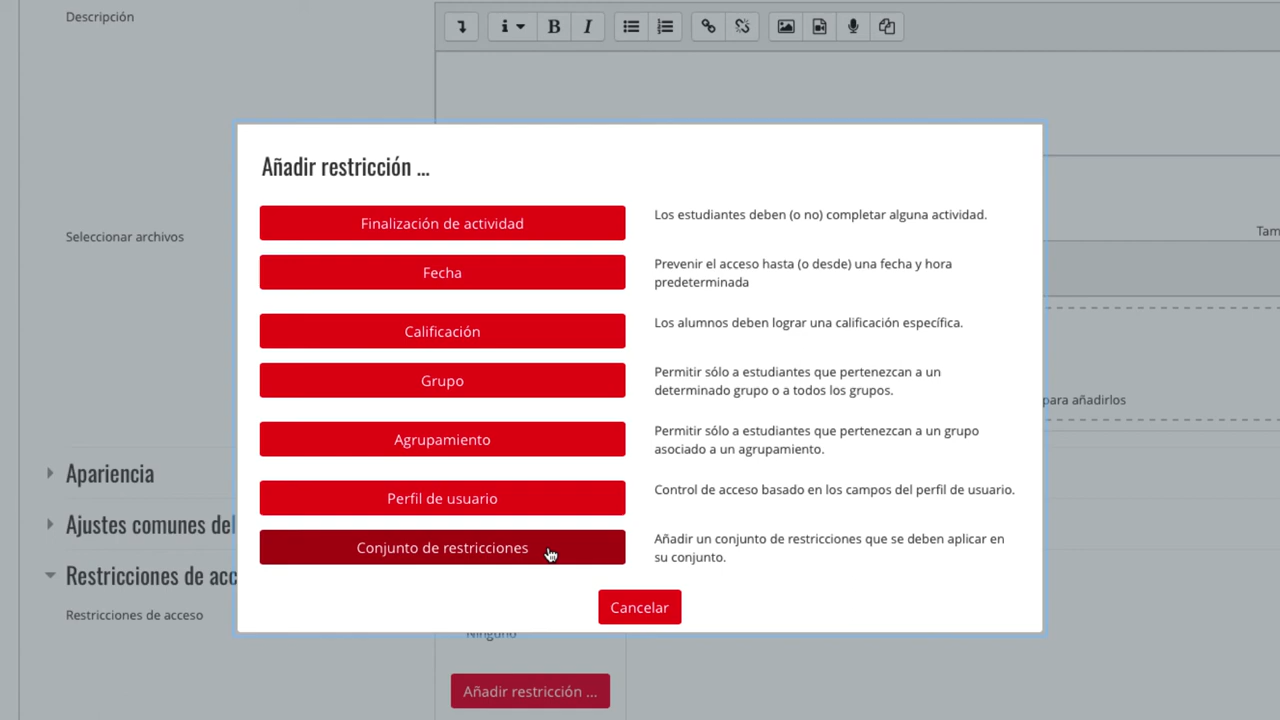 Descripción
Añadir restricción ...
Finalización de actividad
Los estudiantes deben (o no) completar alguna actividad.
Fecha
Prevenir el acceso hasta (o desde) una fecha y hora
predeterminada
Calificación
Los alumnos deben lograr una calificación específica.
Grupo
Permitir sólo a estudiantes que pertenezcan a un
determinado grupo o a todos los grupos.
Agrupamiento
Permitir sólo a estudiantes que pertenezcan a un grupo
asociado a un agrupamiento.
Perfil de usuario
Control de acceso basado en los campos del perfil de usuario.
Conjunto de restricciones
Añadir un conjunto de restricciones que se deben aplicar en
su conjunto.
Cancelar
Seleccionar archivos
Tam
para añadirlos
Apariencia
Ajustes comunes del
Restricciones de acc
Restricciones de acceso
Ninguno
Añadir restricción ...